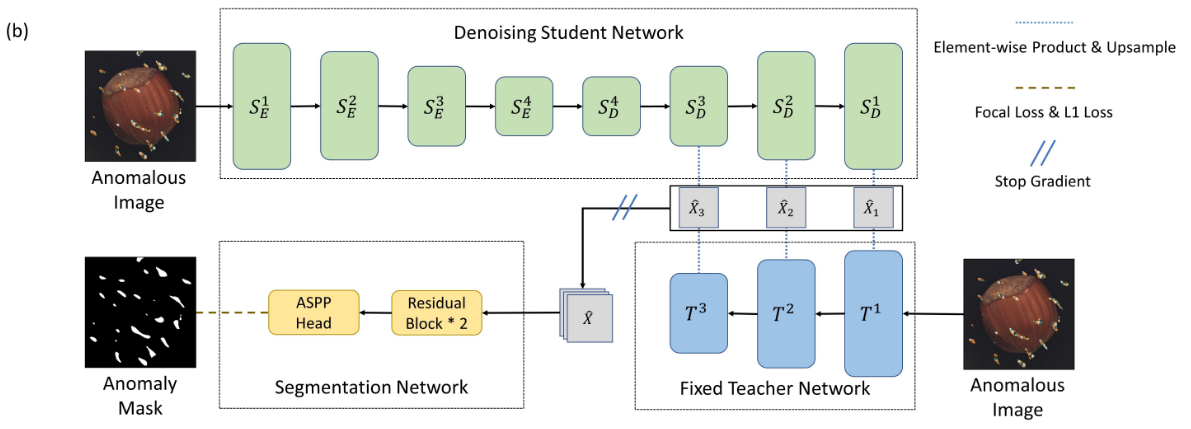 (b)
Denoising Student Network
S_E^1
S_E^2
S_E^3
S_E^4
S_D^4
S_D^3
S_D^2
S_D^1
Anomalous
Image
Element-wise Product & Upsample
Focal Loss & L1 Loss
Stop Gradient
X̂_3
X̂_2
X̂_1
ASPP
Head
Residual
Block * 2
X̂
T^3
T^2
T^1
Segmentation Network
Fixed Teacher Network
Anomaly
Mask
Anomalous
Image